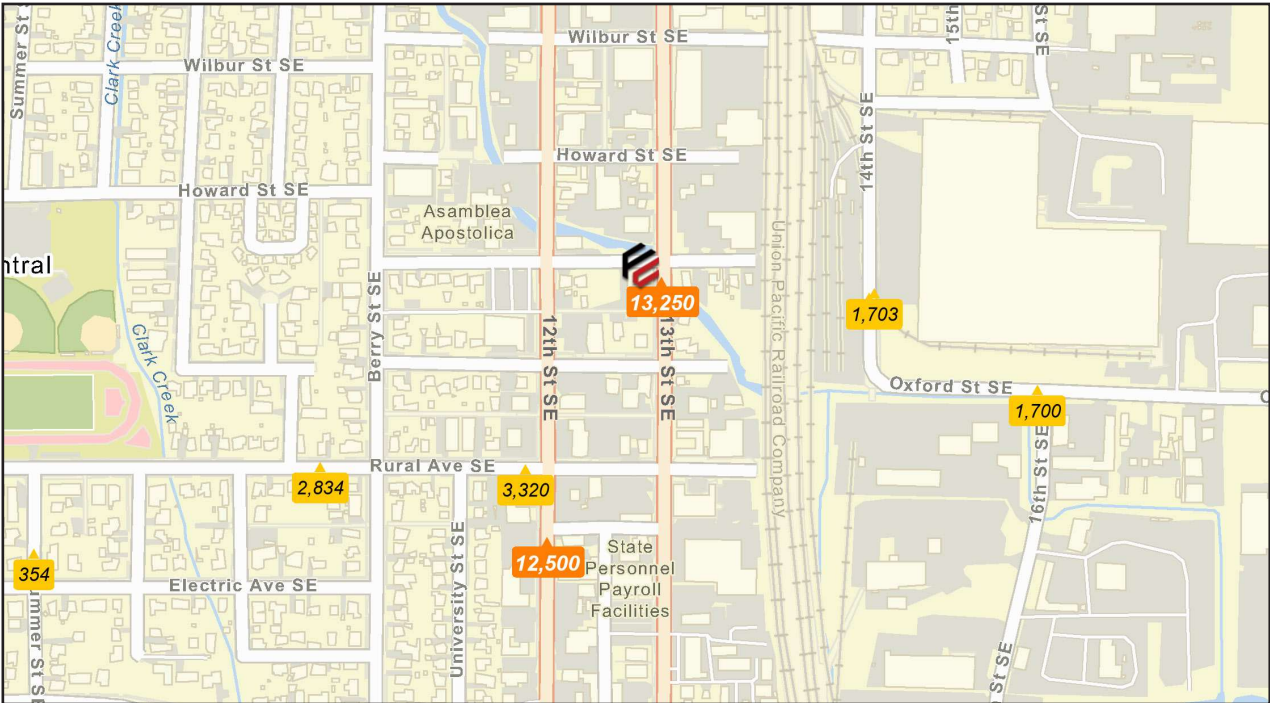 Summer St
Clark Creek
Wilbur St SE
Wilbur St SE
15th
SE
14th St SE
Howard St SE
Howard St SE
Asamblea
Apostolica
ntral
Union Pacific Railroad Company
13,250
1,703
Berry St SE
12th St SE
13th St SE
Clark Creek
Oxford St SE
1,700
Rural Ave SE
2,834
3,320
16th St SE
University St SE
12,500
State
Personnel
Payroll
Facilities
354
Electric Ave SE
mmer St S
St SE